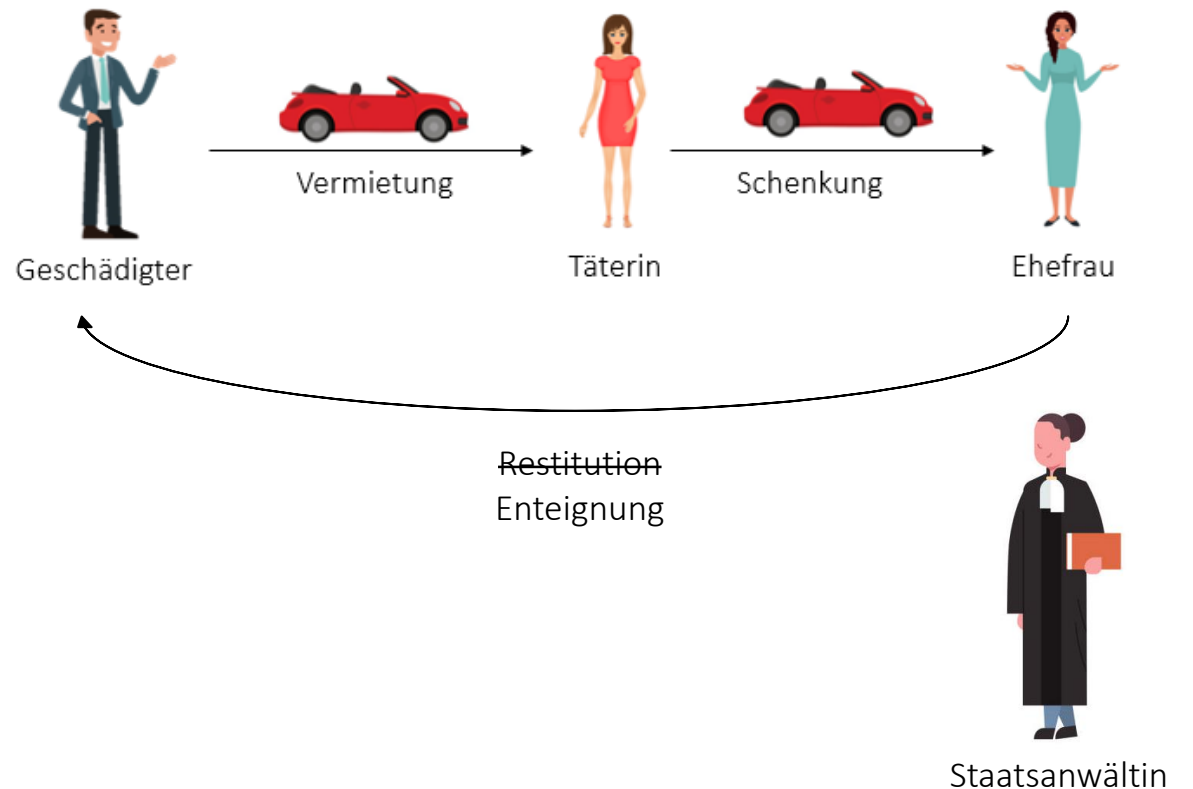 Vermietung
Schenkung
Geschädigter
Täterin
Ehefrau
Restitution
Enteignung
Staatsanwältin